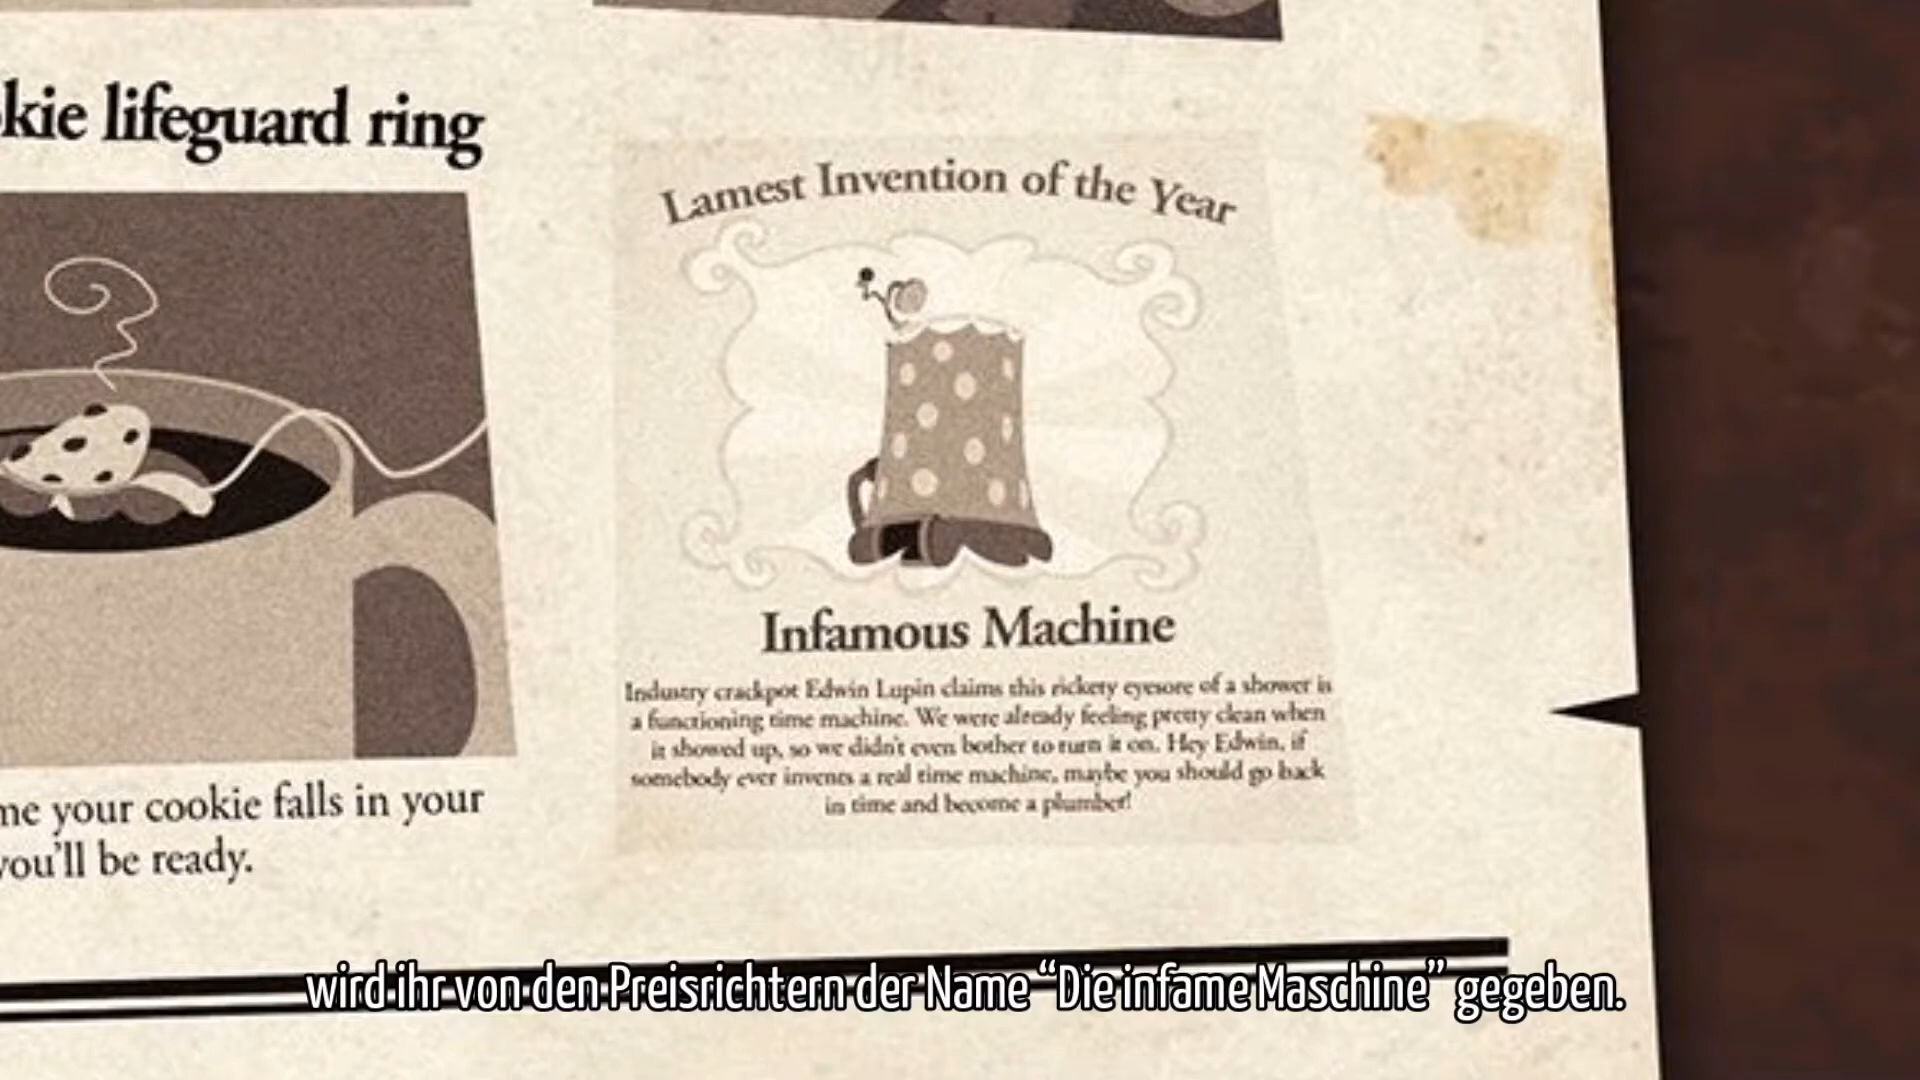 kie lifeguard ring
me your cookie falls in your
you'll be ready.
Lamest Invention of the Year
Infamous Machine
Industry crackpot Edwin Lupin claims this rickety eyesore of a shower is
a functioning time machine. We were already feeling pretty clean when
it showed up, so we didn't even bother to turn it on. Hey Edwin, if
somebody ever invents a real time machine, maybe you should go back
in time and become a plumber!
wird ihr von den Preisrichtern der Name “Die infame Maschine” gegeben.